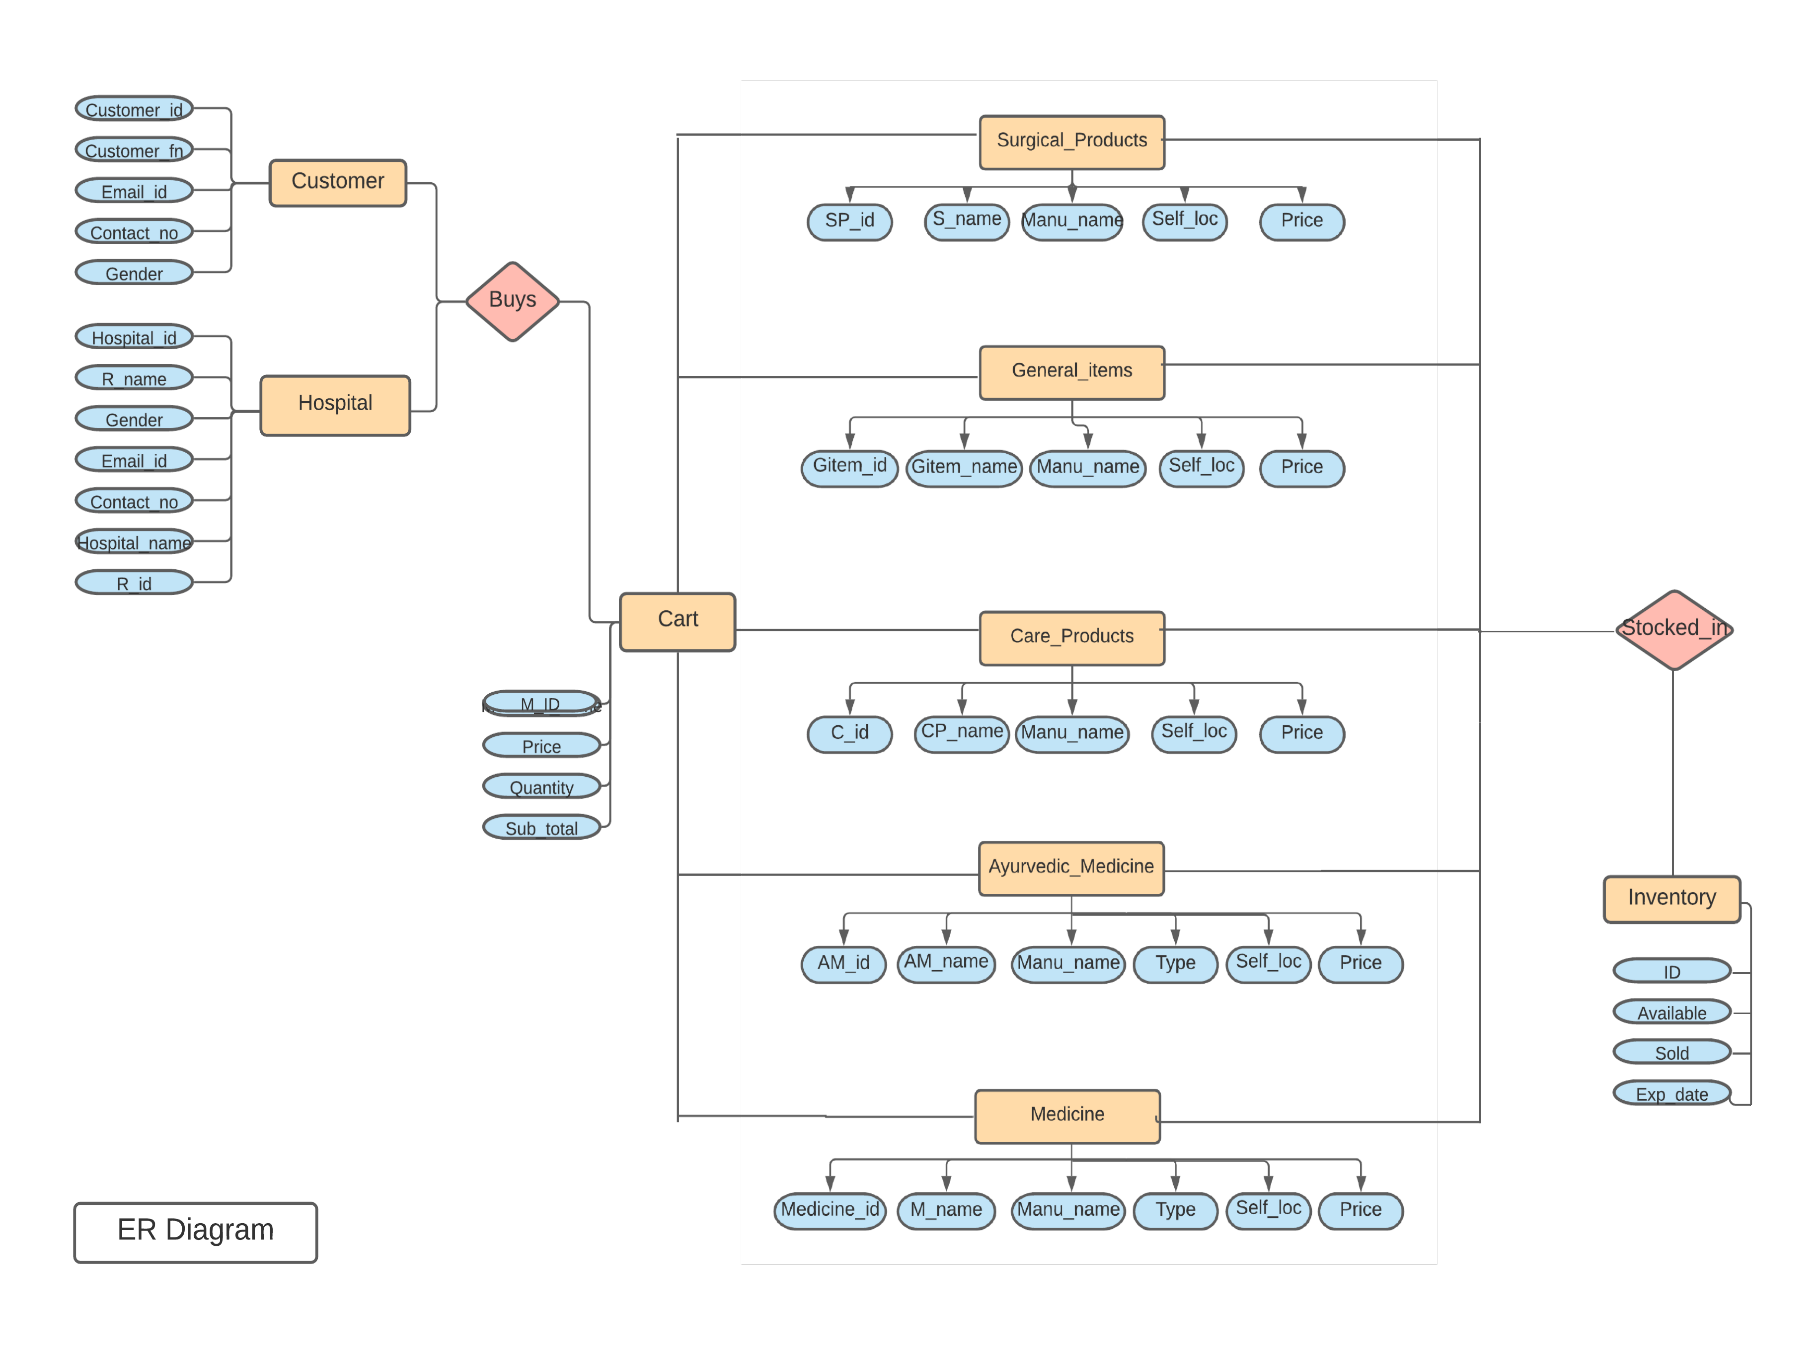 Customer_id
Customer_fn
Email_id
Contact_no
Gender
Customer
Hospital_id
R_name
Gender
Email_id
Contact_no
Hospital_name
R_id
Hospital
Buys
Cart
M_ID
Price
Quantity
Sub_total
Surgical_Products
SP_id S_name Manu_name Self_loc Price
General_items
Gitem_id Gitem_name Manu_name Self_loc Price
Care_Products
C_id CP_name Manu_name Self_loc Price
Ayurvedic_Medicine
AM_id AM_name Manu_name Type Self_loc Price
Medicine
Medicine_id M_name Manu_name Type Self_loc Price
Stocked_in
Inventory
ID
Available
Sold
Exp_date
ER Diagram